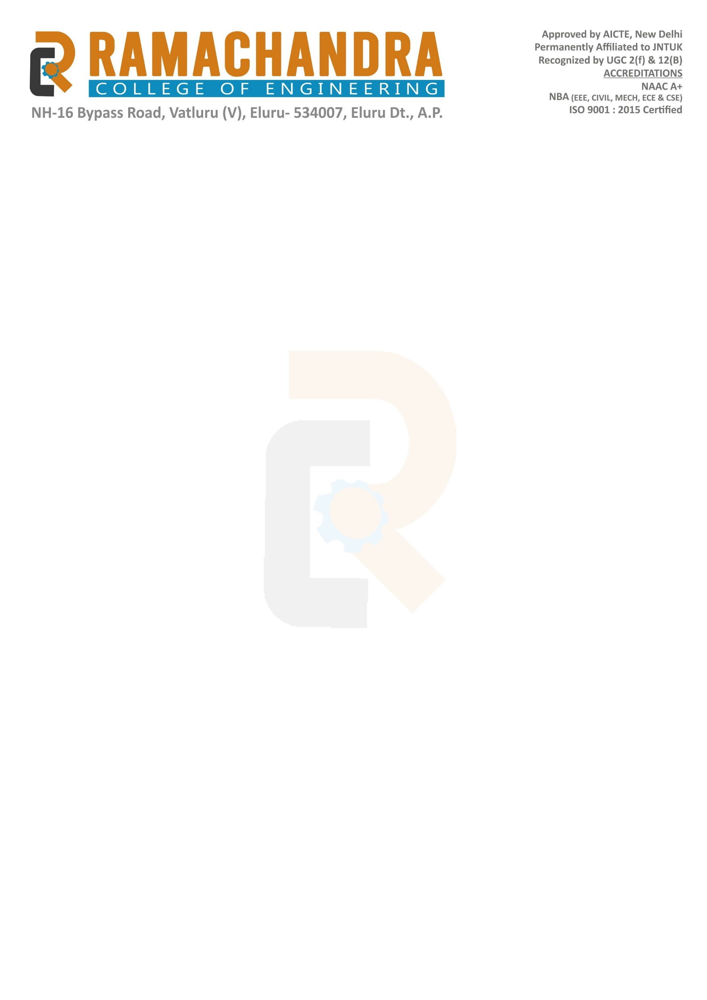 RAMACHANDRA
COLLEGE OF ENGINEERING
NH-16 Bypass Road, Vatluru (V), Eluru- 534007, Eluru Dt., A.P.
Approved by AICTE, New Delhi
Permanently Affiliated to JNTUK
Recognized by UGC 2(f) & 12(B)
ACCREDITATIONS
NAAC A+
NBA (EEE, CIVIL, MECH, ECE & CSE)
ISO 9001 : 2015 Certified